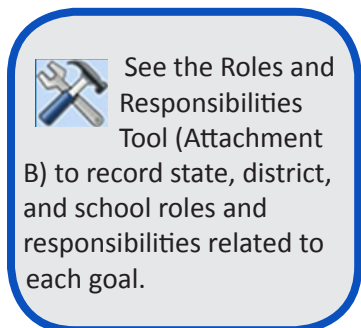 See the Roles and
Responsibilities
Tool (Attachment
B) to record state, district,
and school roles and
responsibilities related to
each goal.